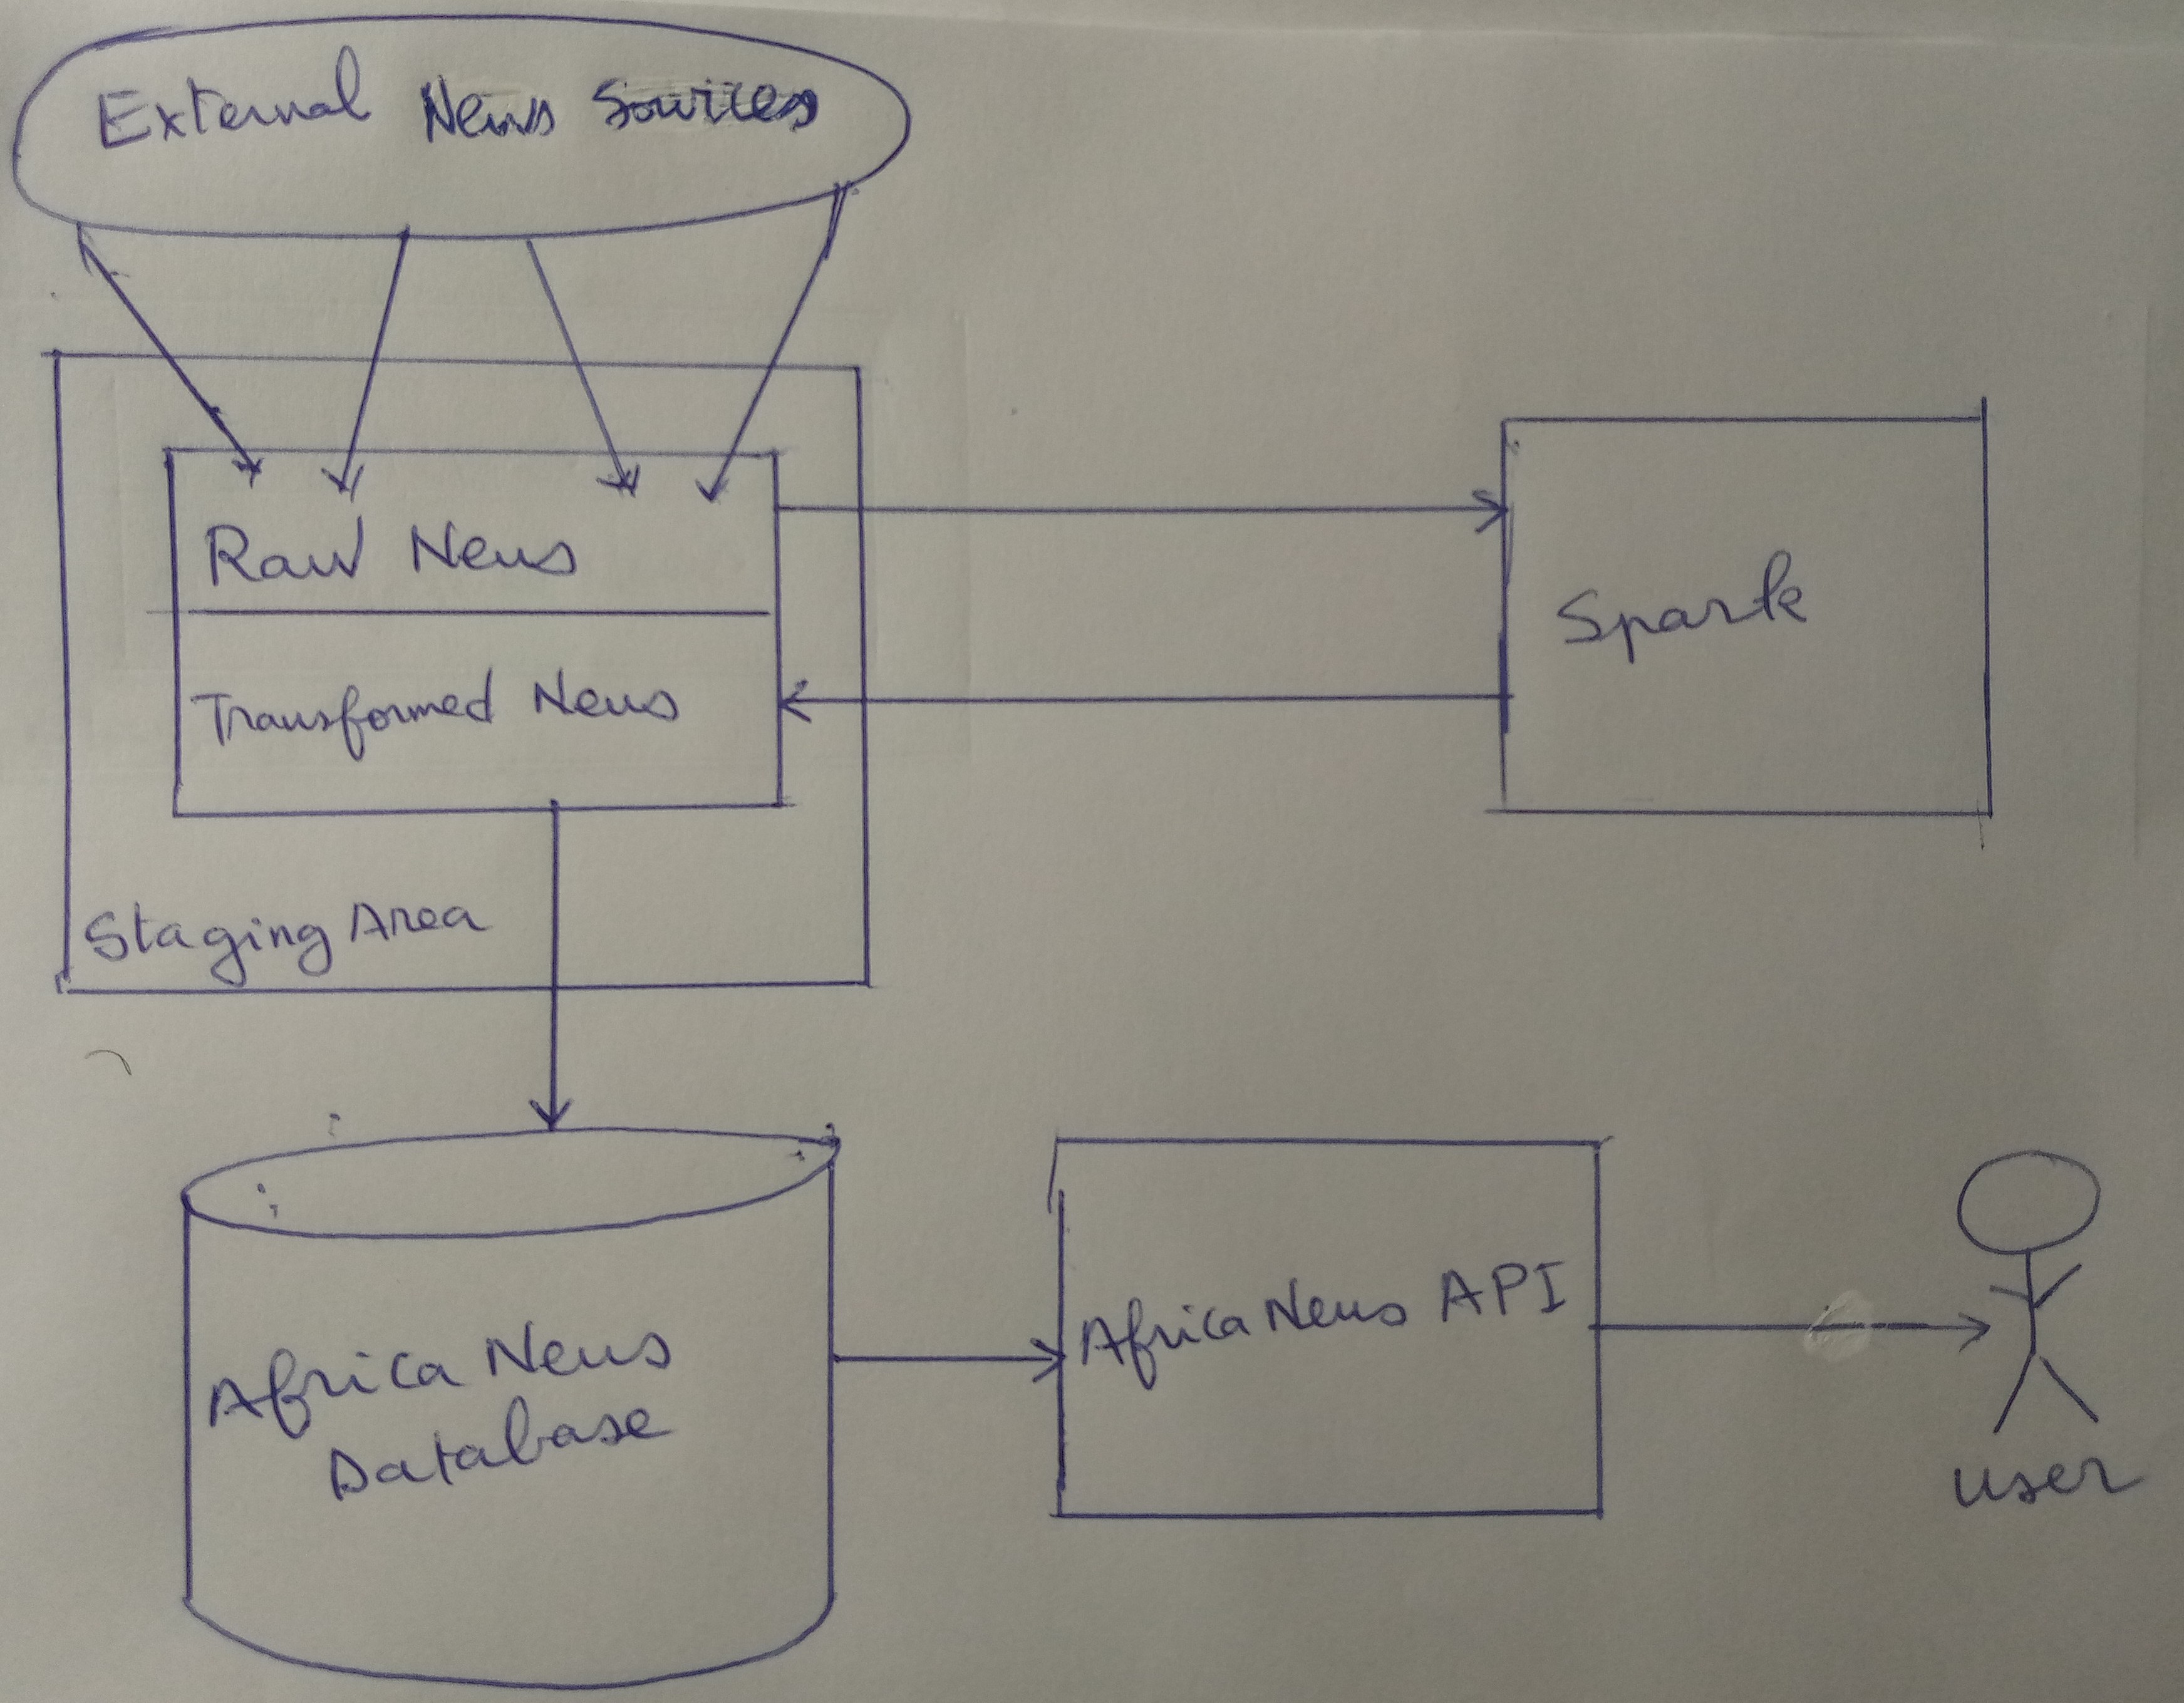 External News Sources
Raw News
Transformed News
Spark
Staging Area
Africa News
Database
Africa News API
user